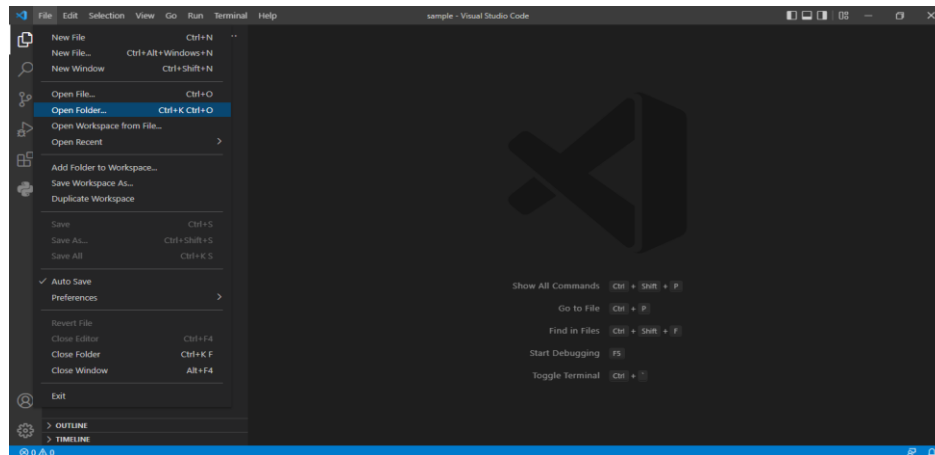 File Edit Selection View Go Run Terminal Help
sample - Visual Studio Code
New File Ctrl+N
New File... Ctrl+Alt+Windows+N
New Window Ctrl+Shift+N
Open File... Ctrl+O
Open Folder... Ctrl+K Ctrl+O
Open Workspace from File...
Open Recent
Add Folder to Workspace...
Save Workspace As...
Duplicate Workspace
Save Ctrl+S
Save As... Ctrl+Shift+S
Save All Ctrl+K S
Auto Save
Preferences
Revert File
Close Editor Ctrl+F4
Close Folder Ctrl+K F
Close Window Alt+F4
Exit
Show All Commands Ctrl + Shift + P
Go to File Ctrl + P
Find in Files Ctrl + Shift + F
Start Debugging F5
Toggle Terminal Ctrl + `
OUTLINE
TIMELINE
0 0